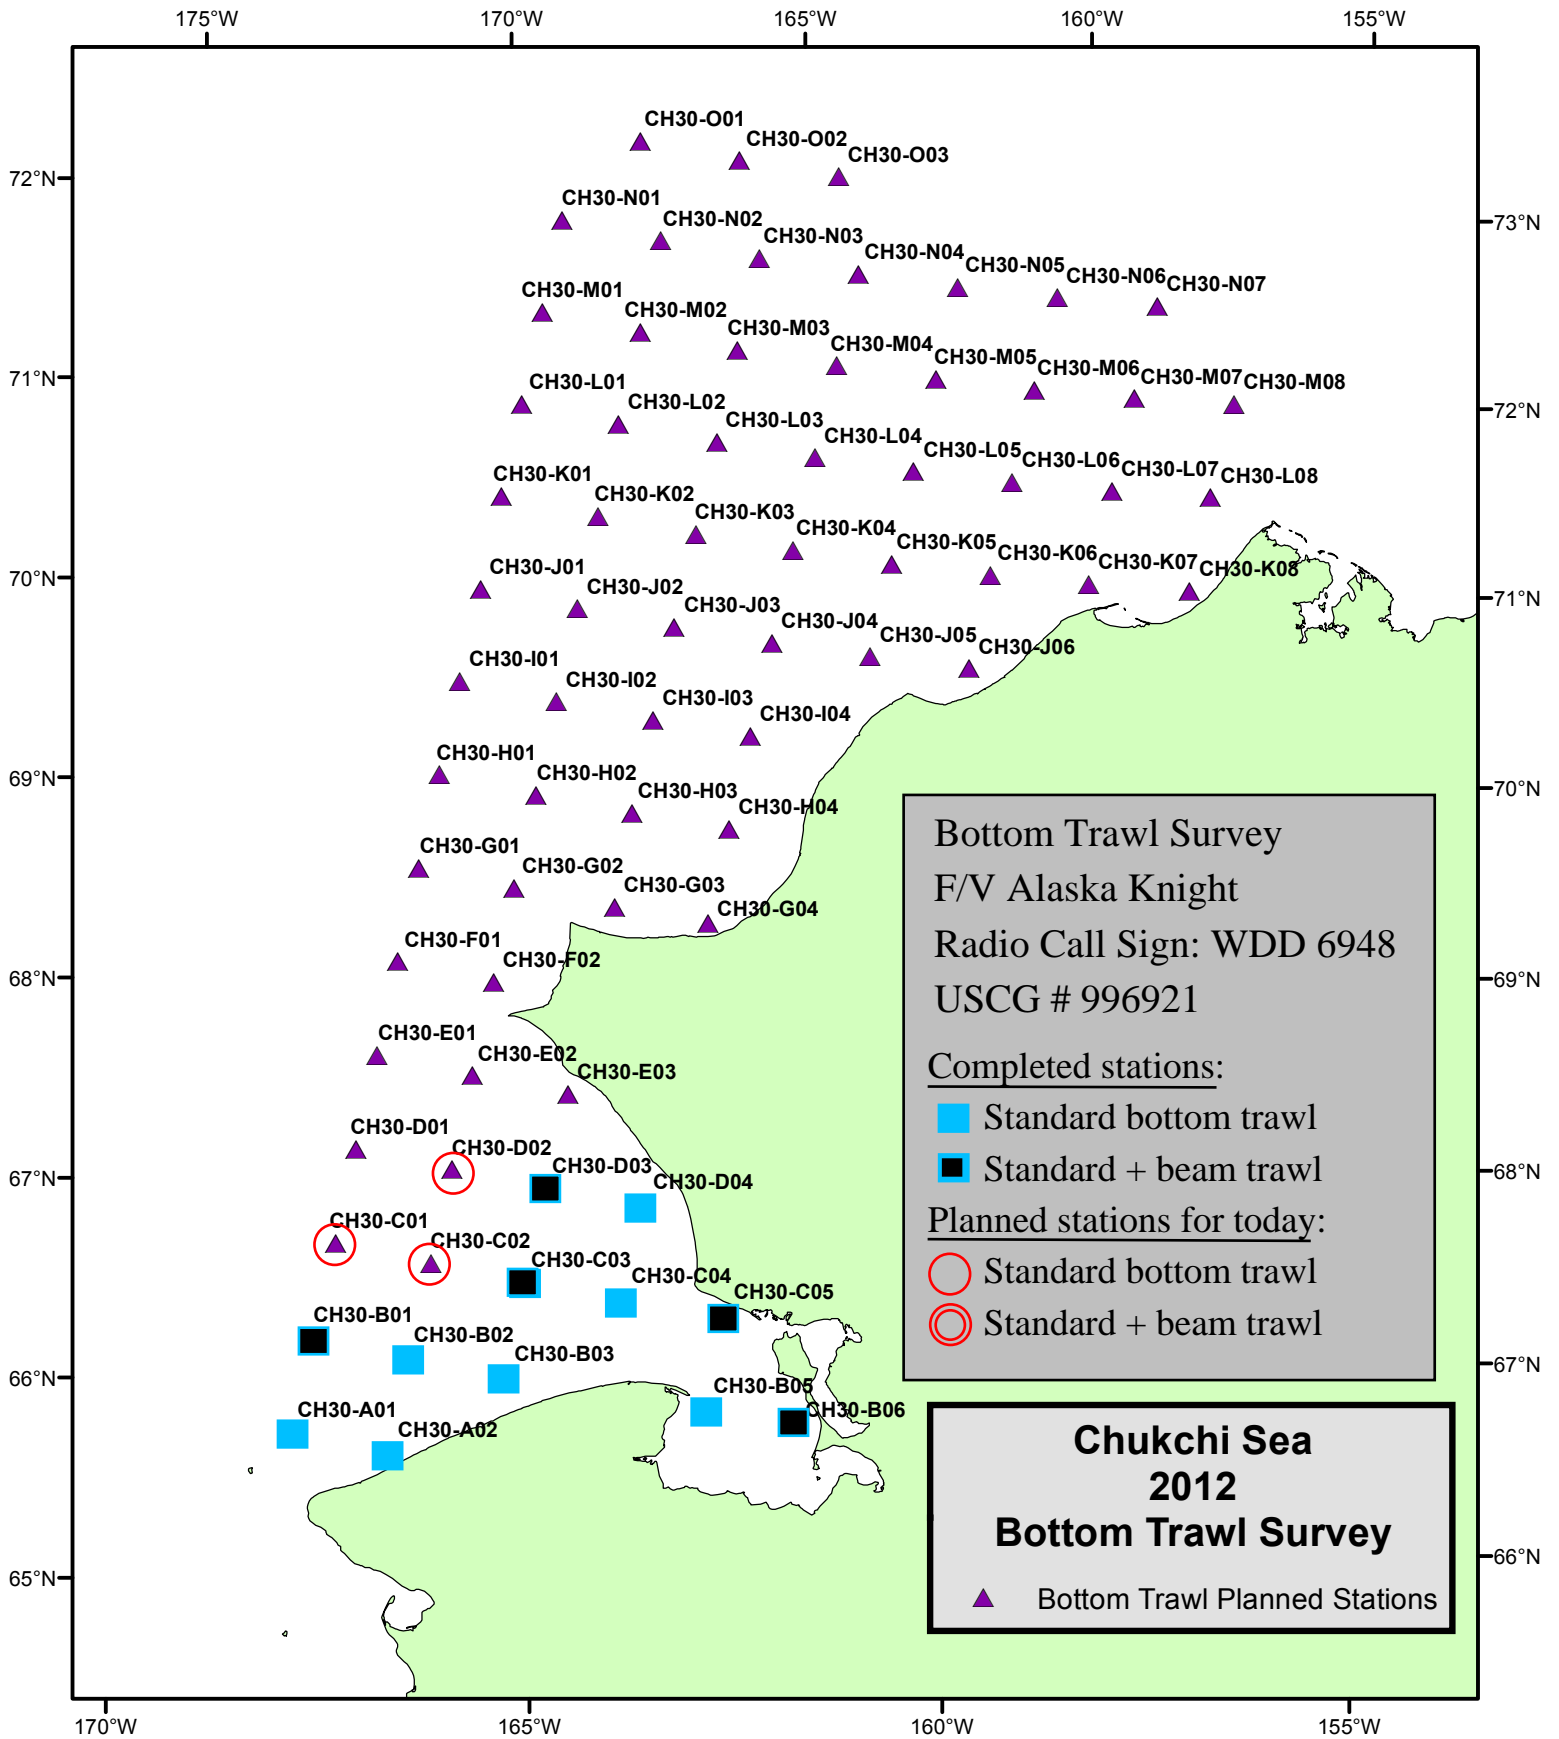 175°W 170°W 165°W 160°W 155°W
CH30-O01
CH30-O02
CH30-O03
72°N
CH30-N01
CH30-N02
CH30-N03
CH30-N04
CH30-N05
CH30-N06
CH30-N07
73°N
CH30-M01
CH30-M02
CH30-M03
CH30-M04
CH30-M05
CH30-M06
CH30-M07
CH30-M08
71°N
72°N
CH30-L01
CH30-L02
CH30-L03
CH30-L04
CH30-L05
CH30-L06
CH30-L07
CH30-L08
CH30-K01
CH30-K02
CH30-K03
CH30-K04
CH30-K05
CH30-K06
CH30-K07
CH30-K08
70°N
71°N
CH30-J01
CH30-J02
CH30-J03
CH30-J04
CH30-J05
CH30-J06
CH30-I01
CH30-I02
CH30-I03
CH30-I04
69°N
70°N
CH30-H01
CH30-H02
CH30-H03
CH30-H04
CH30-G01
CH30-G02
CH30-G03
CH30-G04
CH30-F01
CH30-F02
68°N
69°N
CH30-E01
CH30-E02
CH30-E03
CH30-D01
CH30-D02
CH30-D03
CH30-D04
67°N
68°N
CH30-C01
CH30-C02
CH30-C03
CH30-C04
CH30-C05
CH30-B01
CH30-B02
CH30-B03
CH30-B05
CH30-B06
66°N
67°N
CH30-A01
CH30-A02
65°N
66°N
Bottom Trawl Survey
F/V Alaska Knight
Radio Call Sign: WDD 6948
USCG # 996921
Completed stations:
Standard bottom trawl
Standard + beam trawl
Planned stations for today:
Standard bottom trawl
Standard + beam trawl
Chukchi Sea
2012
Bottom Trawl Survey
Bottom Trawl Planned Stations
170°W 165°W 160°W 155°W